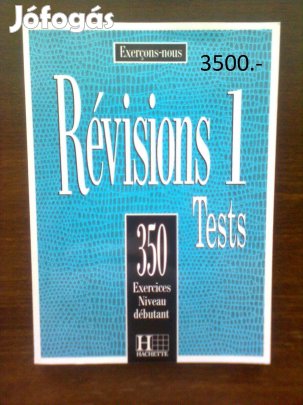 Jófogás
Exerçons-nous
3500.-
Révisions 1
Tests
350
Exercices
Niveau
débutant
H
HACHETTE